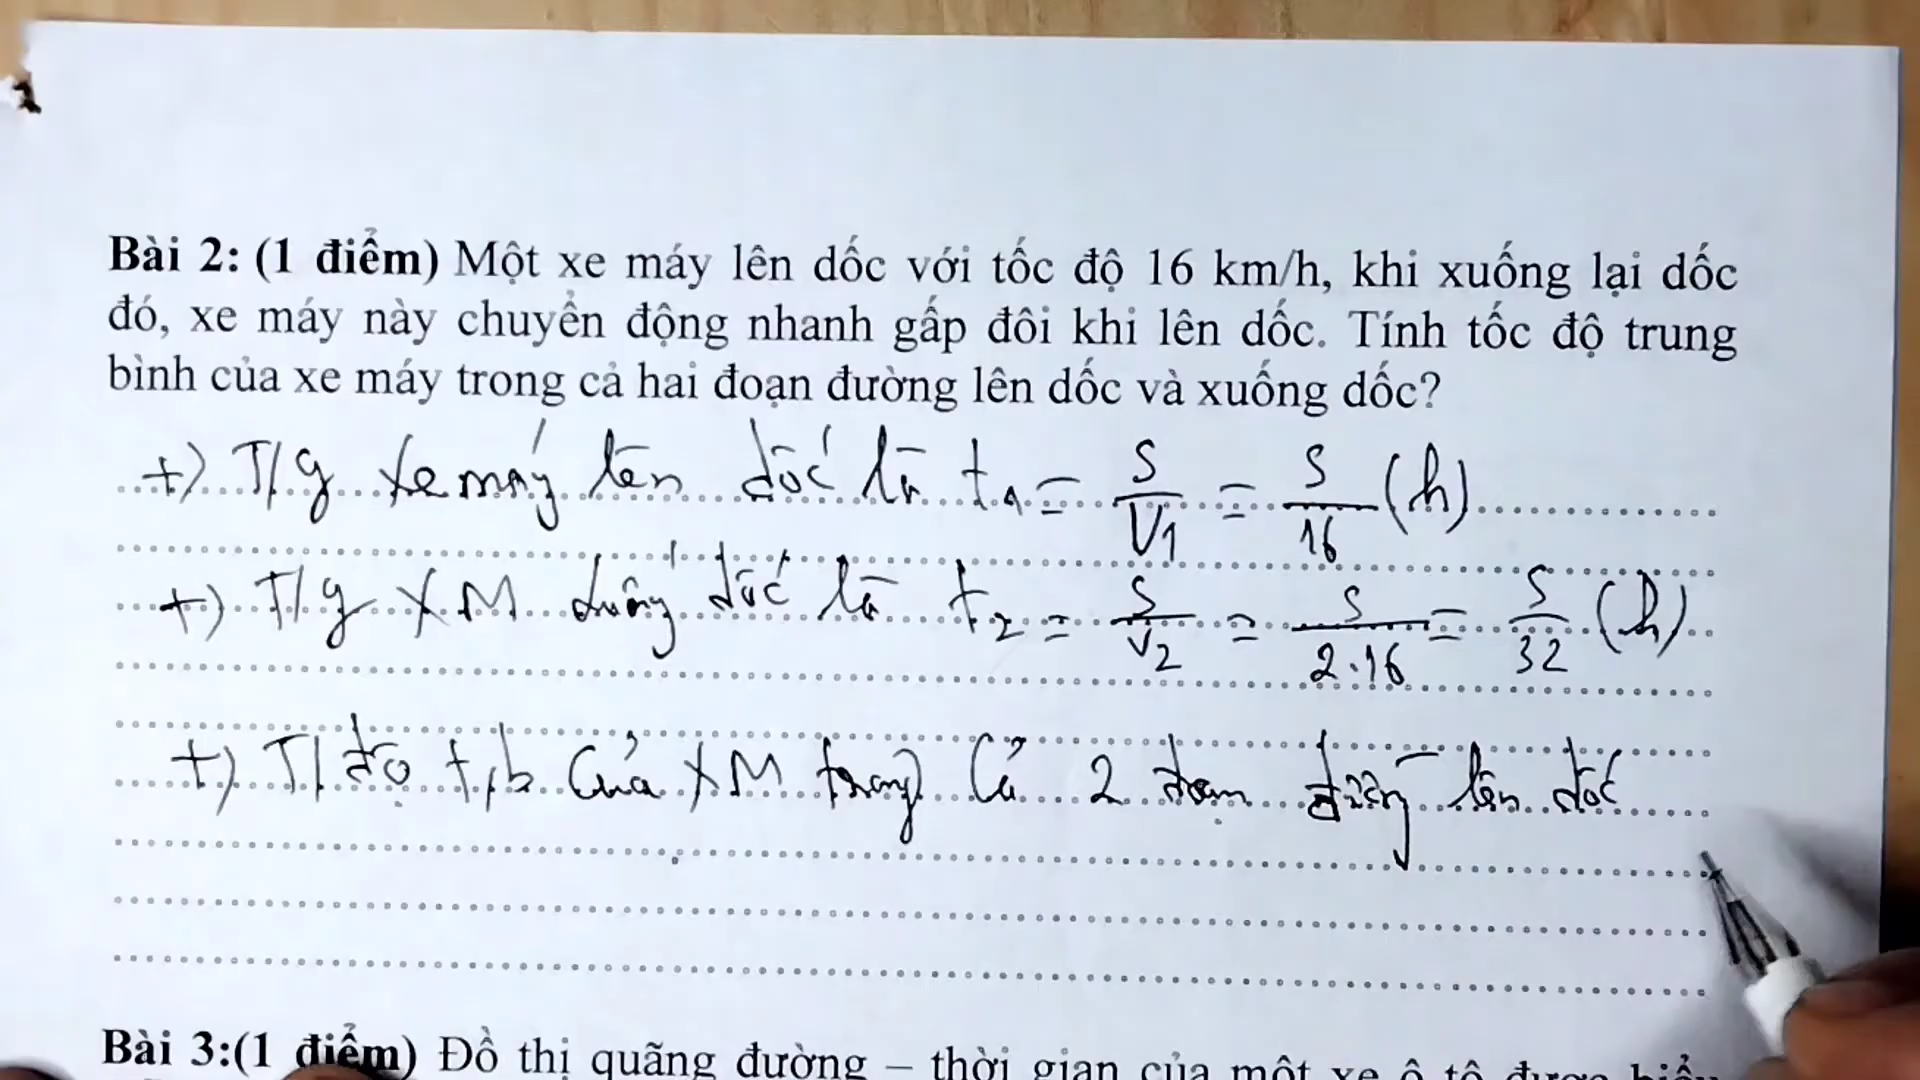 Bài 2: (1 điểm) Một xe máy lên dốc với tốc độ 16 km/h, khi xuống lại dốc
đó, xe máy này chuyển động nhanh gấp đôi khi lên dốc. Tính tốc độ trung
bình của xe máy trong cả hai đoạn đường lên dốc và xuống dốc?
+) T/g xe máy lên dốc là t₁ = S/V₁ = S/16 (h)
+) T/g XM xuống dốc là t₂ = S/V₂ = S/2.16 = S/32 (h)
+) T/độ t/b của XM trong cả 2 đoạn đường lên dốc
Bài 3:(1 điểm) Đồ thị quãng đường – thời gian của một xe ô tô được biểu